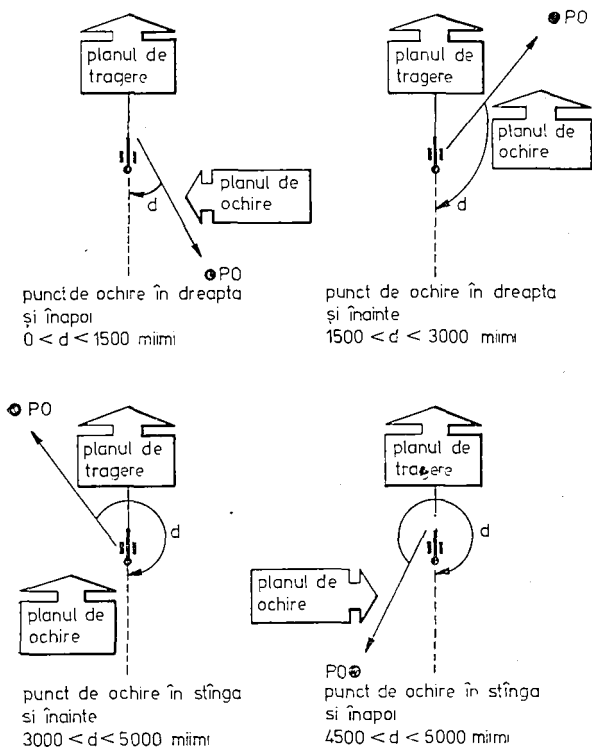 planul de
tragere
d
planul de
ochire
PO
punct de ochire în dreapta
și înapoi
0 < d < 1500 miimi
planul de
tragere
PO
planul de
ochire
d
punct de ochire în dreapta
și înainte
1500 < d < 3000 miimi
PO
planul de
tragere
d
planul de
ochire
punct de ochire în stînga
si înainte
3000 < d < 5000 miimi
planul de
tragere
d
planul de
ochire
PO
punct de ochire în stînga
si înapoi
4500 < d < 5000 miimi